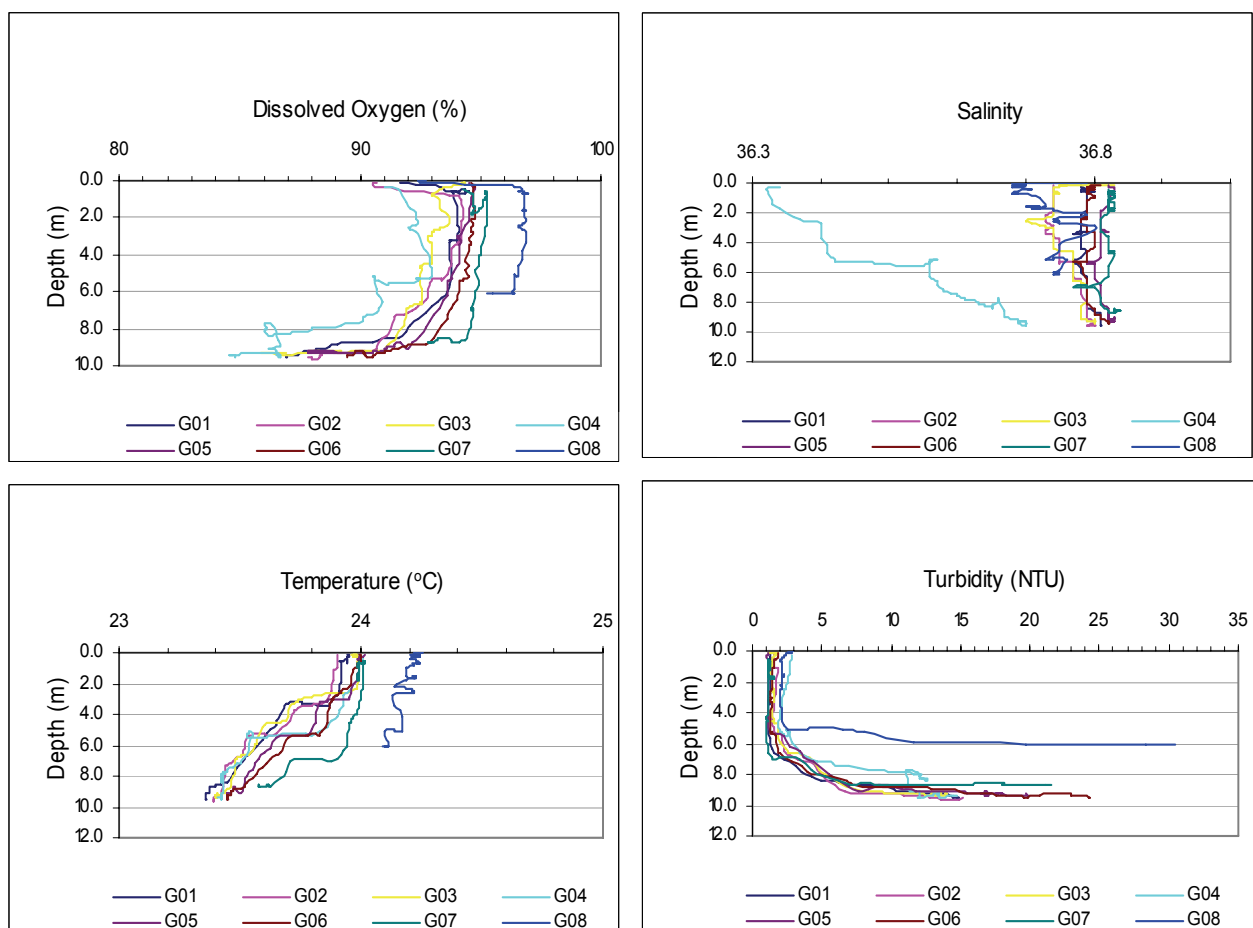 Dissolved Oxygen (%)
80 90 100
0.0
2.0
4.0
6.0
8.0
10.0
Depth (m)
G01 G02 G03 G04
G05 G06 G07 G08
Salinity
36.3 36.8
0.0
2.0
4.0
6.0
8.0
10.0
12.0
Depth (m)
G01 G02 G03 G04
G05 G06 G07 G08
Temperature (ºC)
23 24 25
0.0
2.0
4.0
6.0
8.0
10.0
12.0
Depth (m)
G01 G02 G03 G04
G05 G06 G07 G08
Turbidity (NTU)
0 5 10 15 20 25 30 35
0.0
2.0
4.0
6.0
8.0
10.0
12.0
Depth (m)
G01 G02 G03 G04
G05 G06 G07 G08